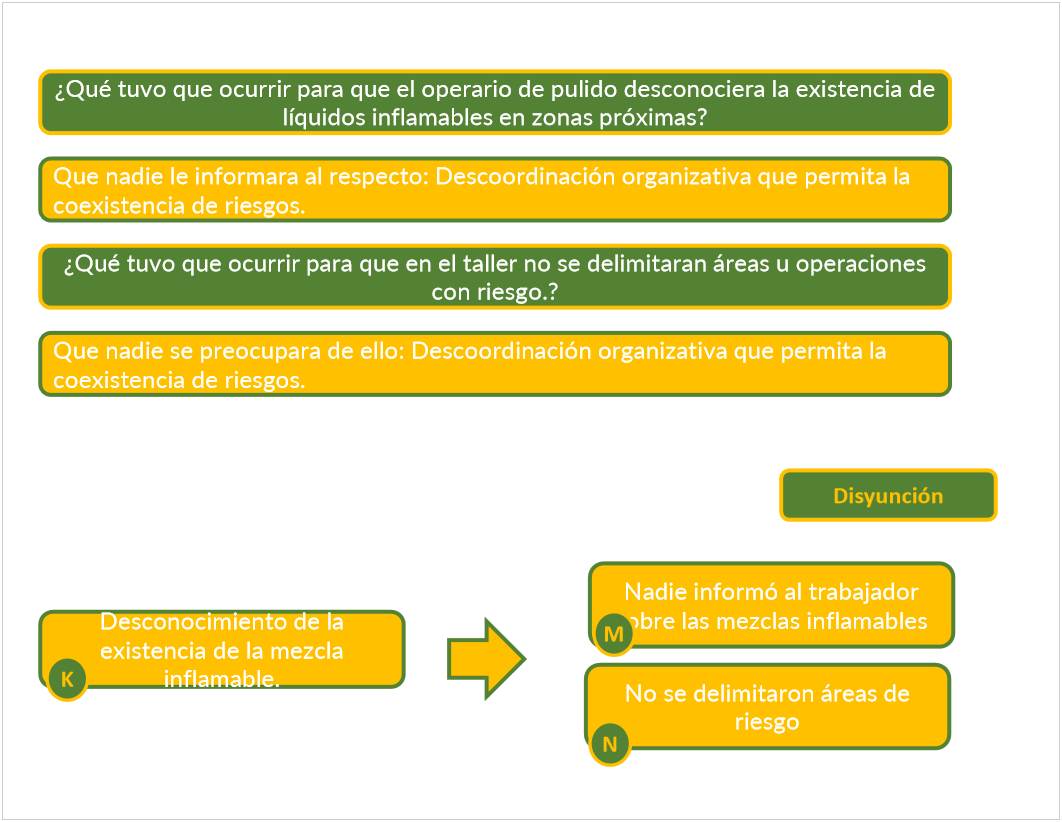 ¿Qué tuvo que ocurrir para que el operario de pulido desconociera la existencia de
líquidos inflamables en zonas próximas?
Que nadie le informara al respecto: Descoordinación organizativa que permita la
coexistencia de riesgos.
¿Qué tuvo que ocurrir para que en el taller no se delimitaran áreas u operaciones
con riesgo.?
Que nadie se preocupara de ello: Descoordinación organizativa que permita la
coexistencia de riesgos.
Disyunción
Desconocimiento de la
existencia de la mezcla
inflamable.
K
Nadie informó al trabajador
sobre las mezclas inflamables
M
No se delimitaron áreas de
riesgo
N